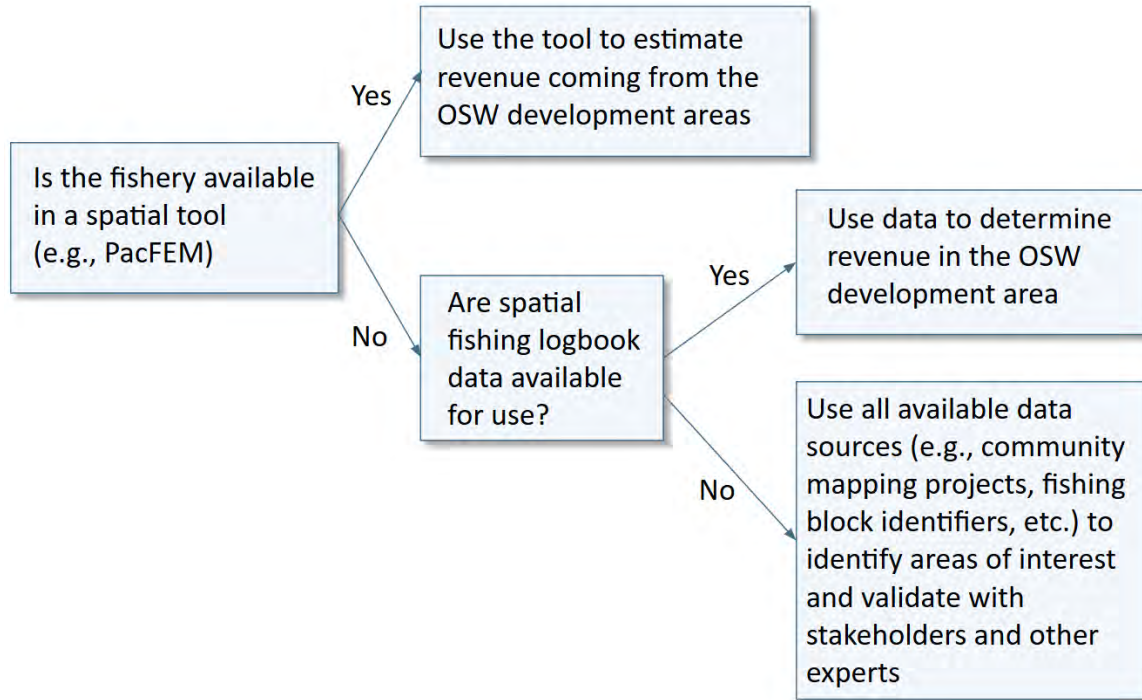 Use the tool to estimate
revenue coming from the
OSW development areas
Yes
Is the fishery available
in a spatial tool
(e.g., PacFEM)
Use data to determine
revenue in the OSW
development area
Yes
Are spatial
fishing logbook
data available
for use?
No
Use all available data
sources (e.g., community
mapping projects, fishing
block identifiers, etc.) to
identify areas of interest
and validate with
stakeholders and other
experts
No